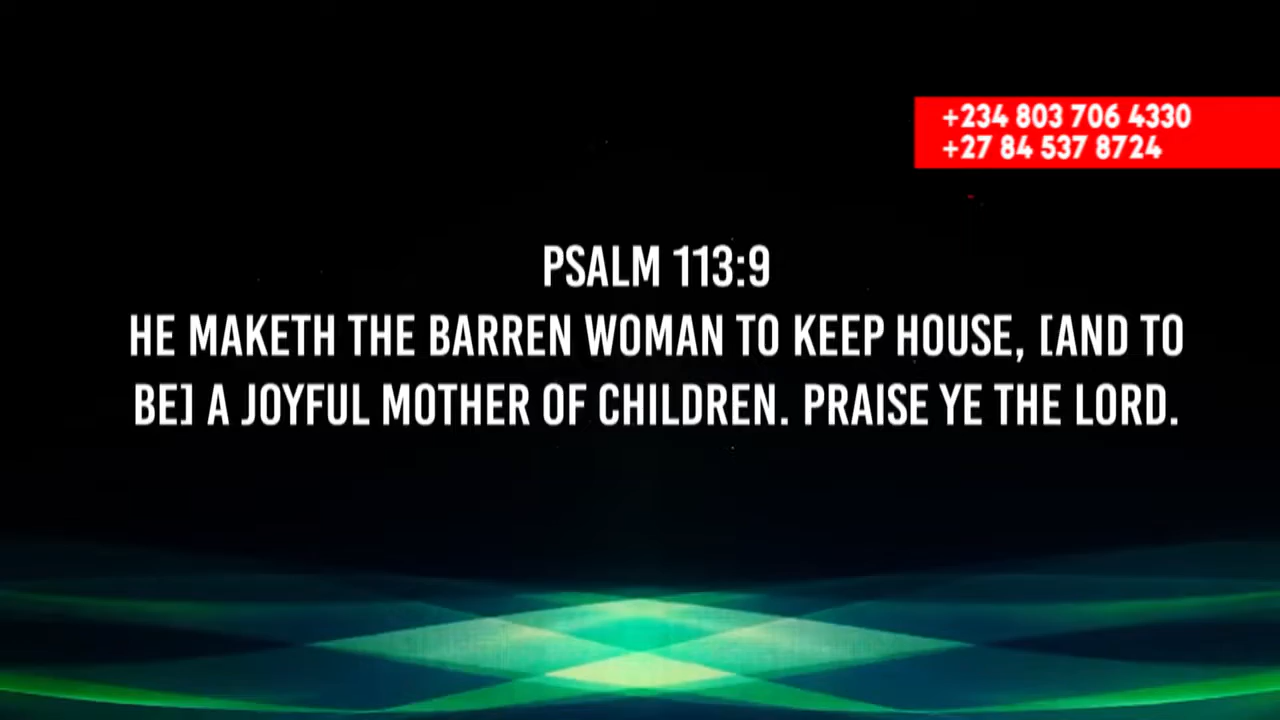 +234 803 706 4330
+27 84 537 8724
PSALM 113:9
HE MAKETH THE BARREN WOMAN TO KEEP HOUSE, [AND TO
BE] A JOYFUL MOTHER OF CHILDREN. PRAISE YE THE LORD.